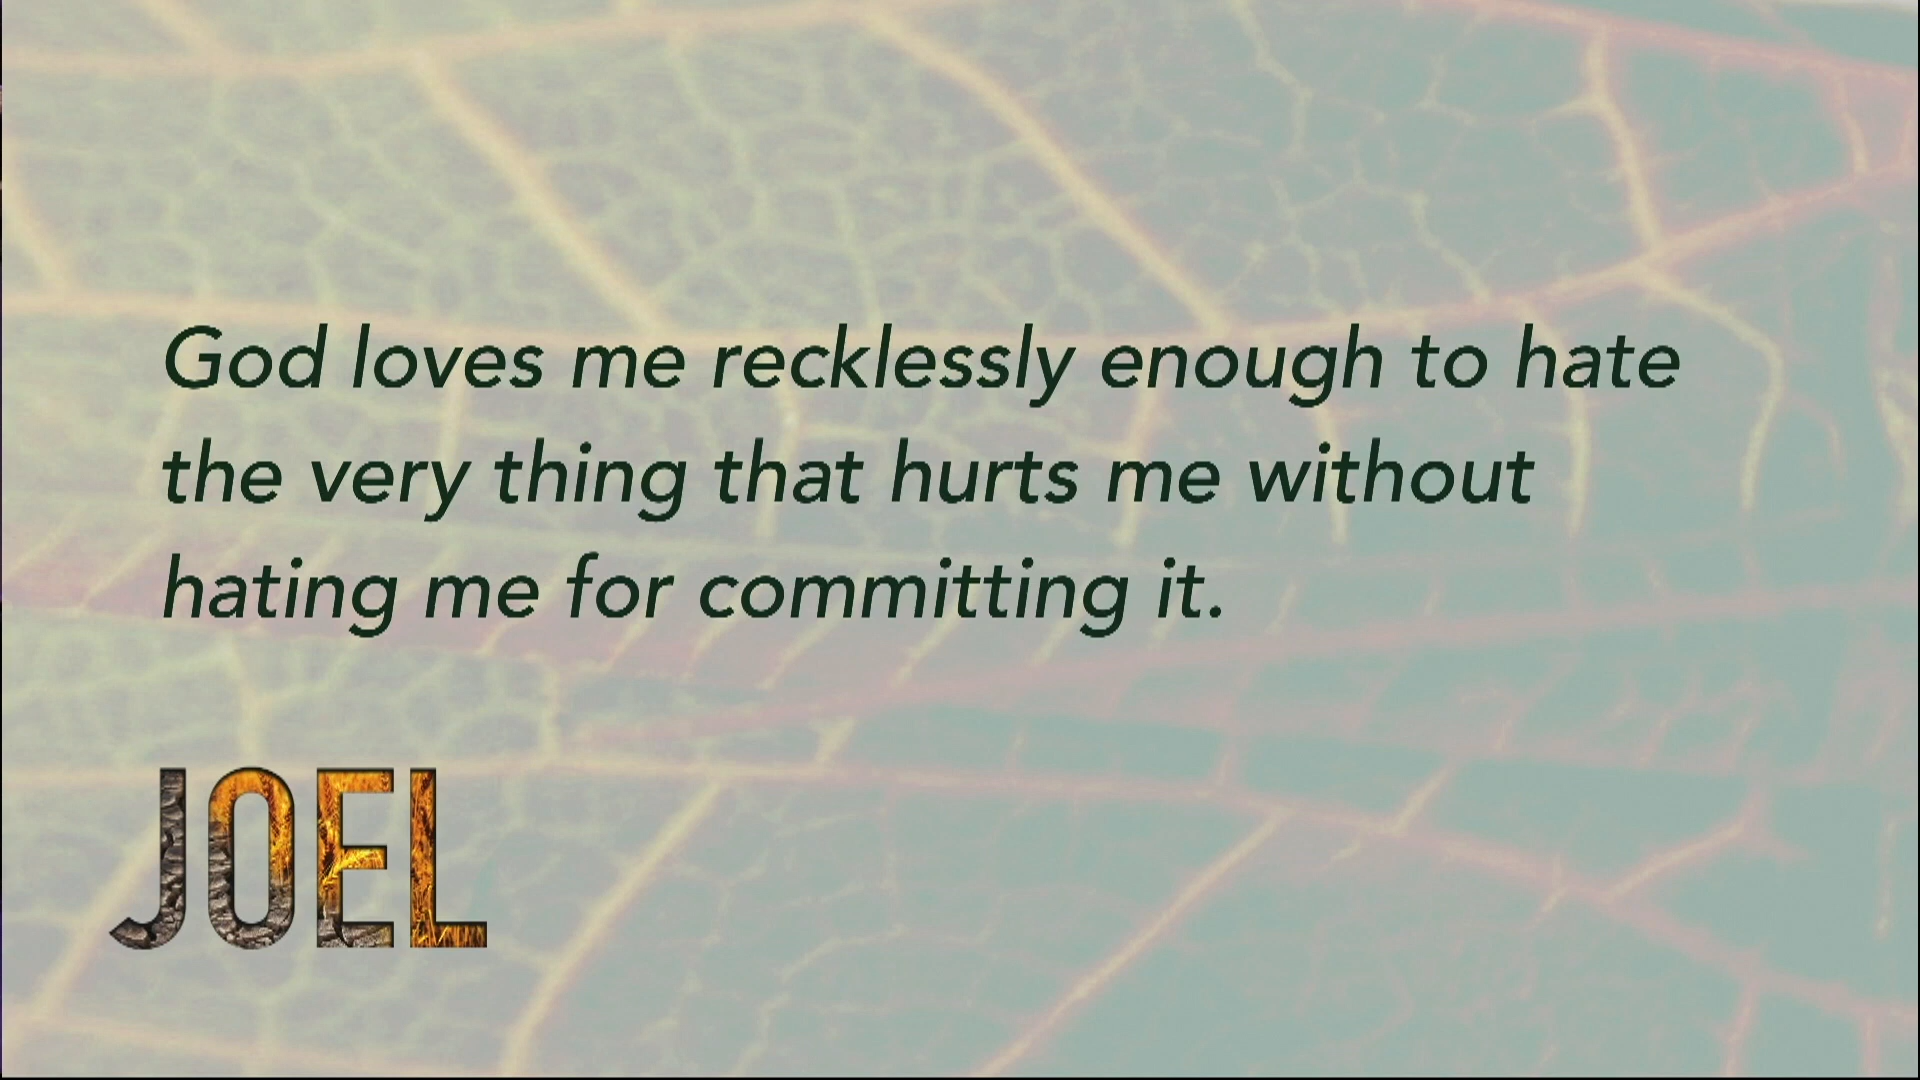 God loves me recklessly enough to hate
the very thing that hurts me without
hating me for committing it.
JOEL